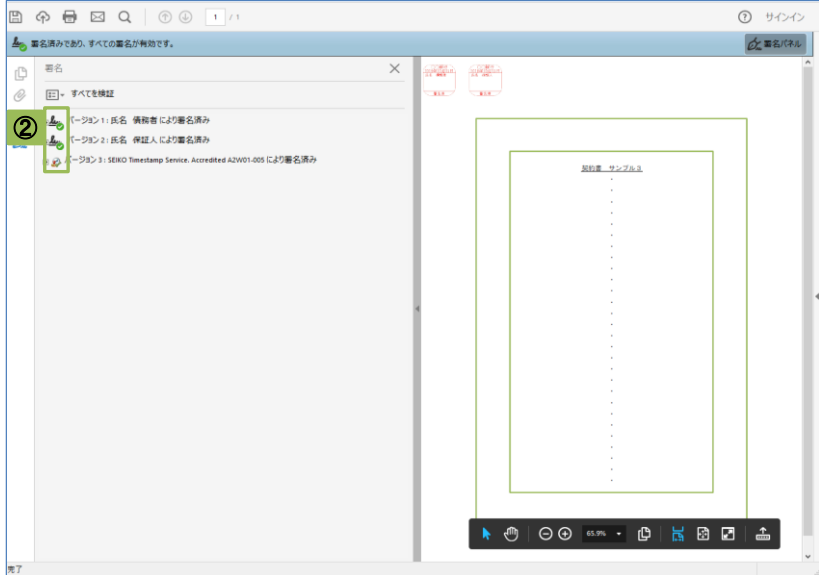 1 / 1
サインイン
署名済みであり、すべての署名が有効です。
署名パネル
署名
すべてを検証
②
バージョン 1 : 氏名 債務者 により署名済み
バージョン 2 : 氏名 保証人 により署名済み
バージョン 3 : SEIKO Timestamp Service. Accredited A2W01-005 により署名済み
契約書 サンプル3
65.9%
完了